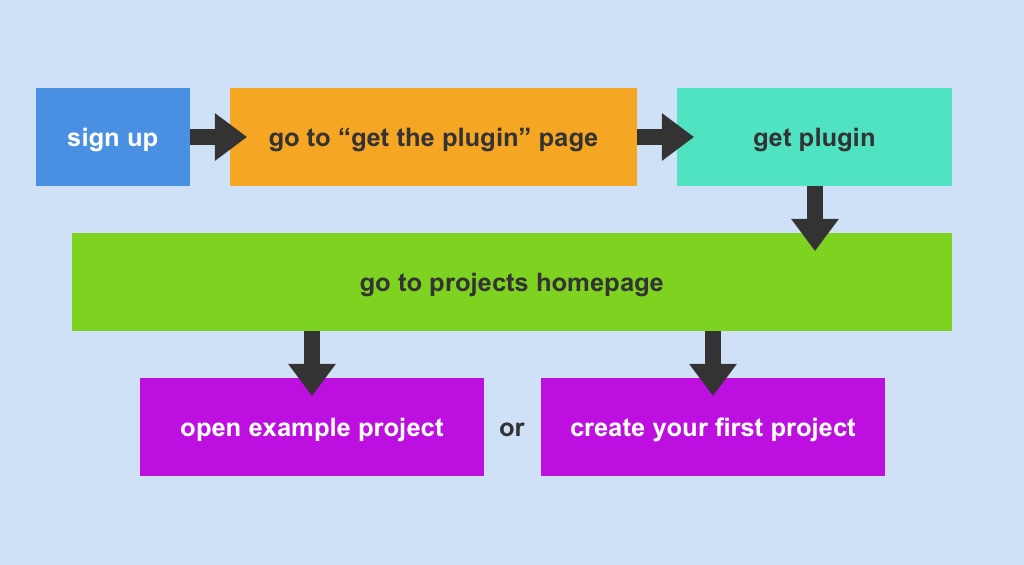 sign up
go to “get the plugin” page
get plugin
go to projects homepage
open example project
or
create your first project